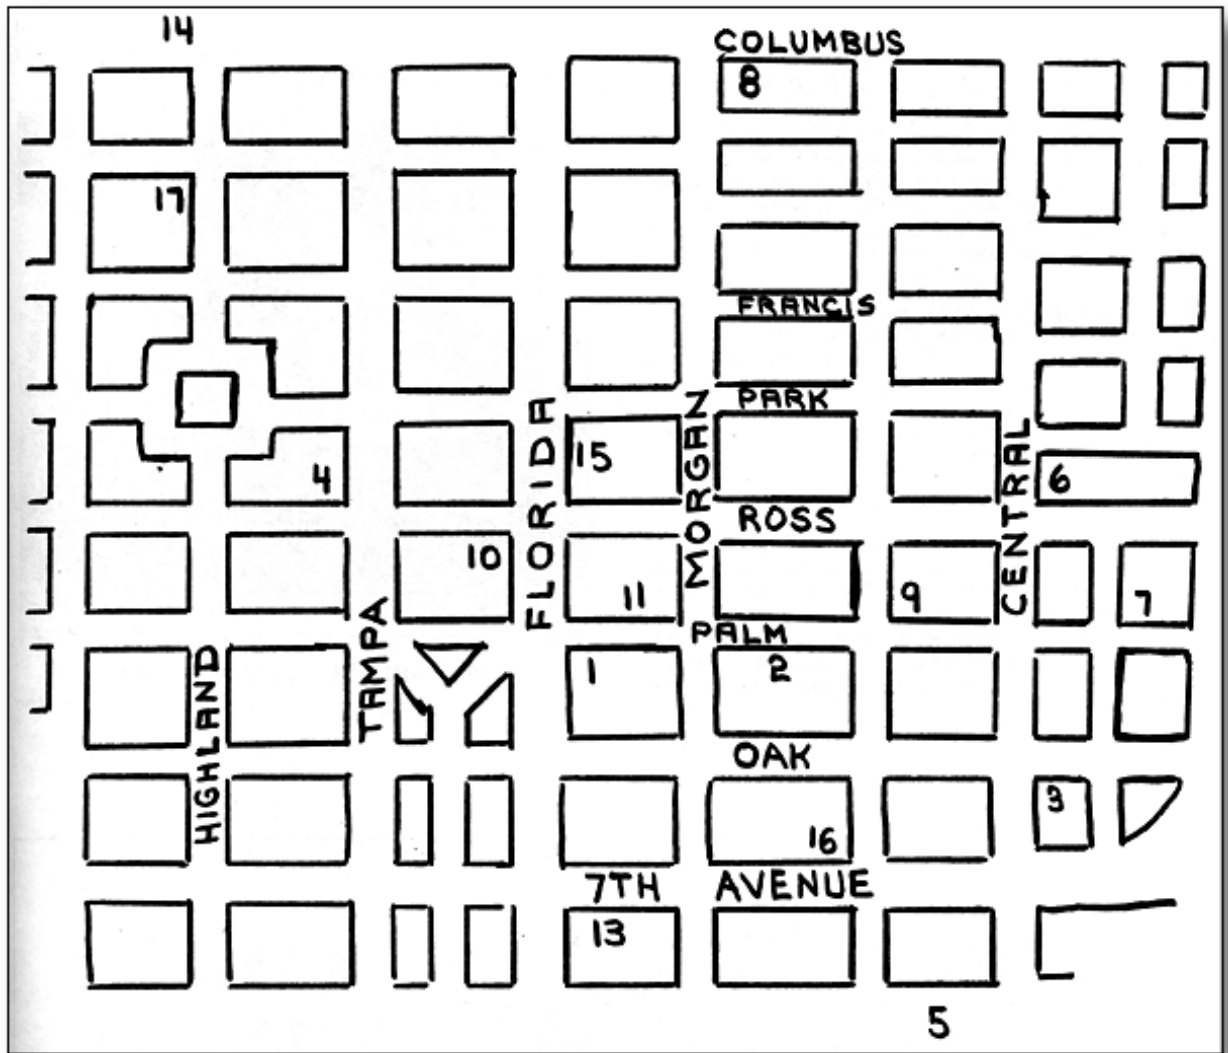 14
COLUMBUS
8
17
FRANCIS
PARK
FLORIDA
MORGAN
CENTRAL
15
4
6
ROSS
10
11
9
7
TAMPA
PALM
HIGHLAND
1
2
OAK
3
16
7TH AVENUE
13
5